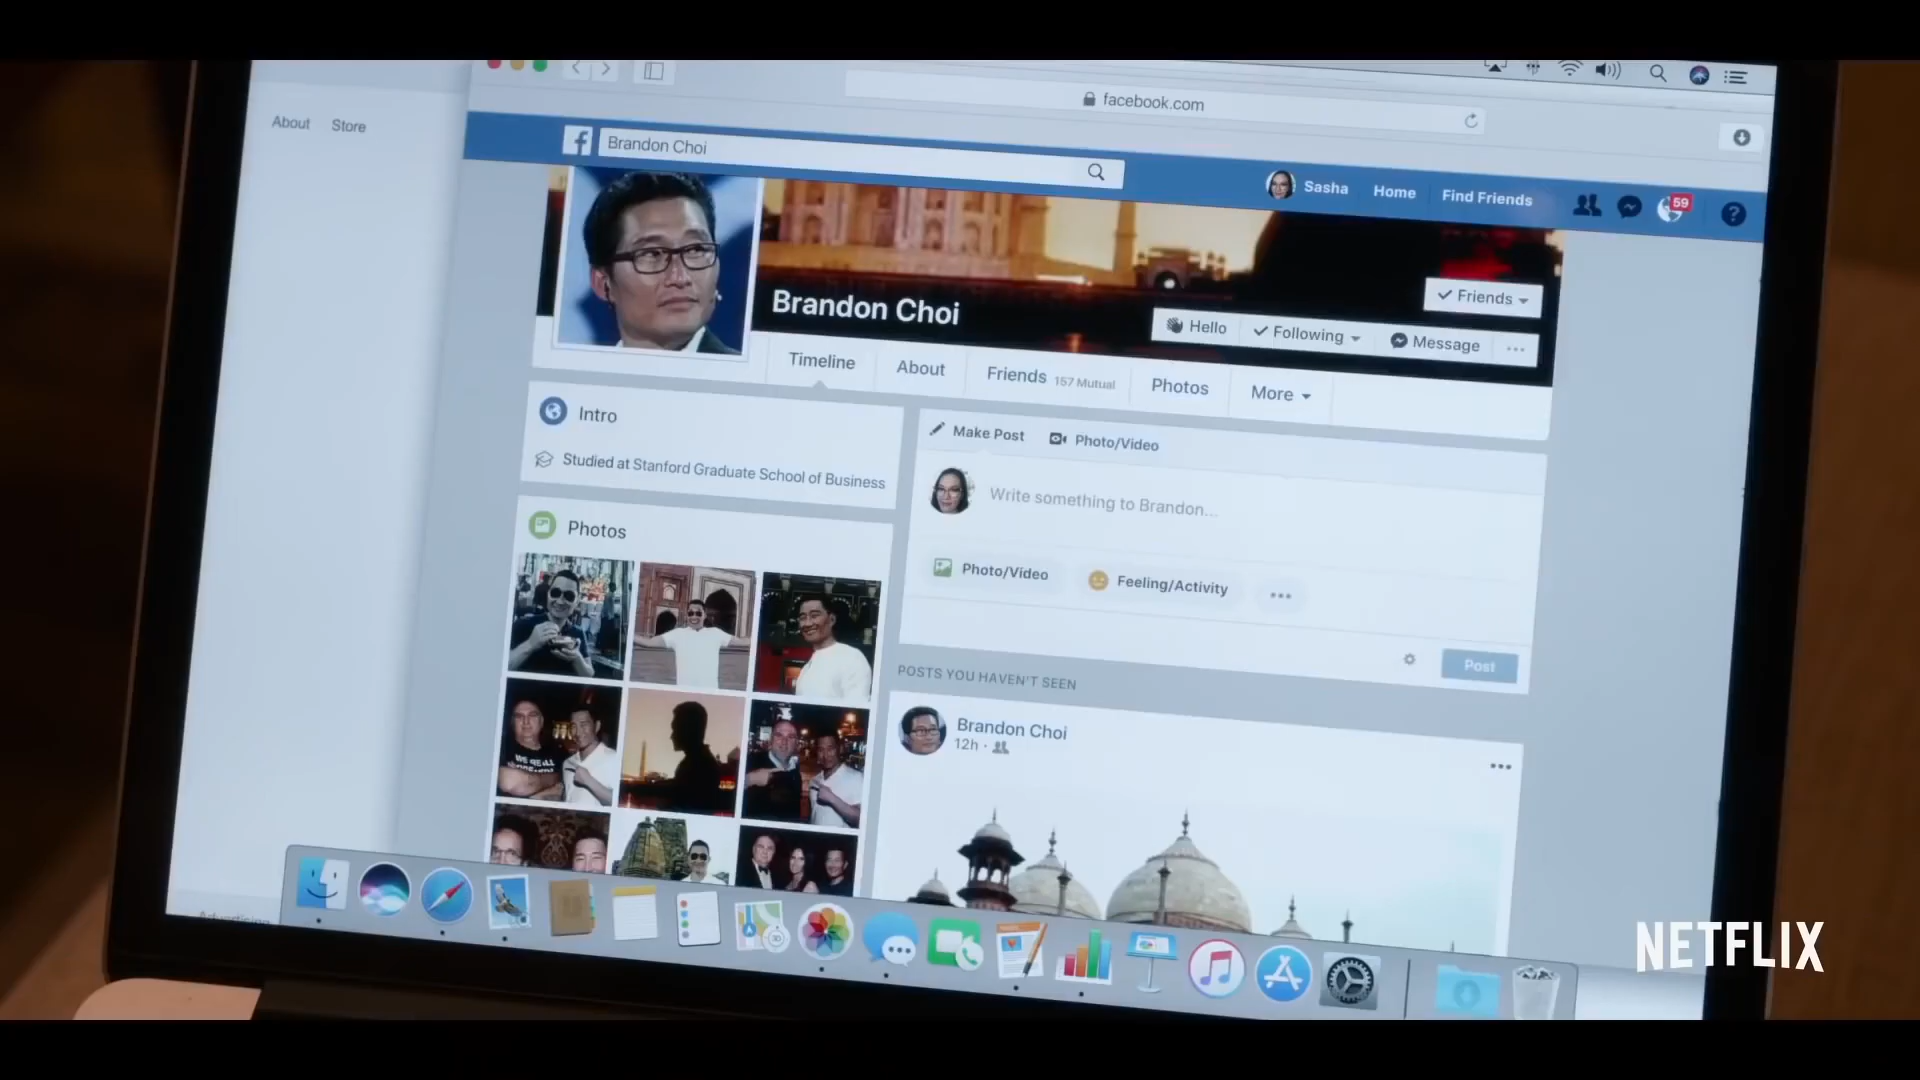 facebook.com
About Store
Brandon Choi
Sasha Home Find Friends 59 ?
Brandon Choi
Friends
Hello Following Message ...
Timeline About Friends 157 Mutual Photos More
Intro
Studied at Stanford Graduate School of Business
Make Post Photo/Video
Write something to Brandon...
Photo/Video Feeling/Activity ...
Post
Photos
POSTS YOU HAVEN'T SEEN
Brandon Choi
12h ·
Advertising
NETFLIX